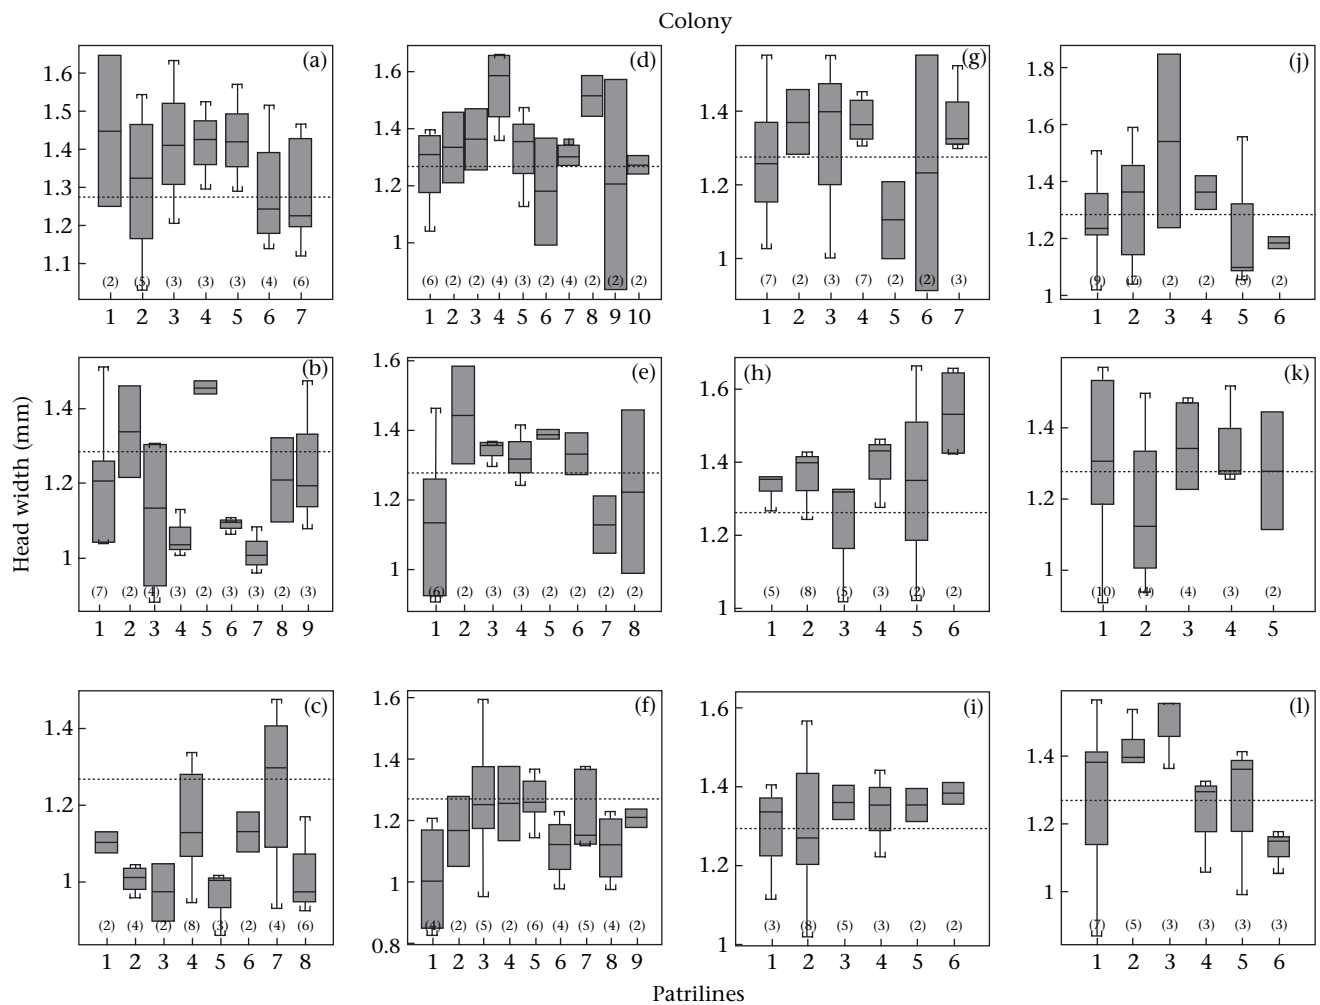 Colony
(a) (d) (g) (j)
1.6 1.6 1.4 1.8
1.5 1.4 1.2 1.6
1.4 1.2 1 1.4
1.3 1 1.2
1.2 1
1.1
(2) (5) (3) (3) (3) (4) (6)
1 2 3 4 5 6 7
(6) (2) (2) (4) (3) (2) (4) (2) (2) (2)
1 2 3 4 5 6 7 8 9 10
(7) (2) (3) (7) (2) (2) (3)
1 2 3 4 5 6 7
(9) (2) (2) (5) (2)
1 2 3 4 5 6
Head width (mm)
(b) (e) (h) (k)
1.4 1.6 1.6 1.4
1.2 1.4 1.4 1.2
1 1.2 1.2 1
1 1
(7) (2) (4) (3) (2) (3) (3) (2) (3)
1 2 3 4 5 6 7 8 9
(6) (2) (3) (3) (2) (2) (2) (2)
1 2 3 4 5 6 7 8
(5) (8) (5) (3) (2) (2)
1 2 3 4 5 6
(10) (4) (4) (3) (2)
1 2 3 4 5
(c) (f) (i) (l)
1.4 1.6 1.6 1.4
1.2 1.4 1.4 1.2
1 1.2 1.2 1
1 1
0.8
(2) (4) (2) (8) (3) (2) (4) (6)
1 2 3 4 5 6 7 8
(4) (2) (5) (2) (6) (4) (5) (4) (2)
1 2 3 4 5 6 7 8 9
(3) (8) (5) (3) (2) (2)
1 2 3 4 5 6
(7) (5) (3) (3) (3) (3)
1 2 3 4 5 6
Patrilines